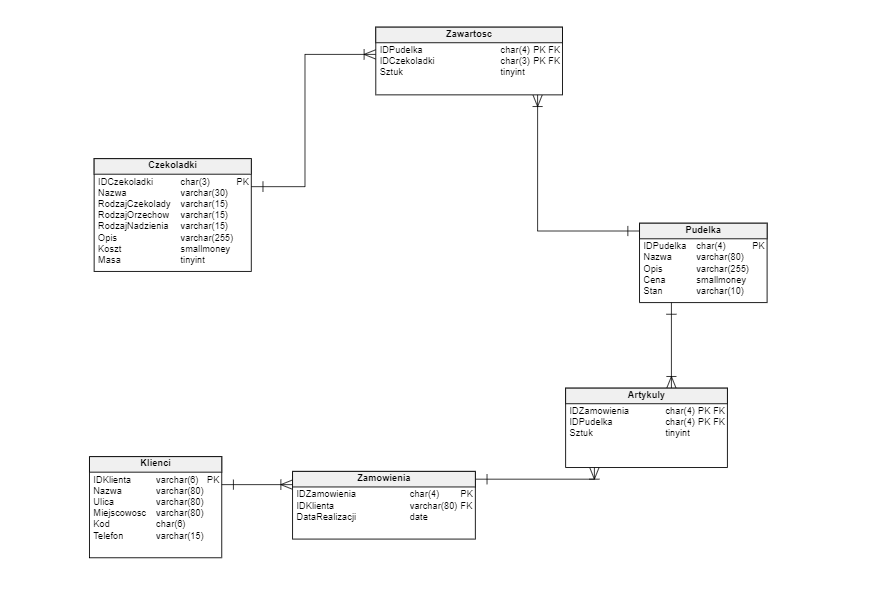 Zawartosc
IDPudelka char(4) PK FK
IDCzekoladki char(3) PK FK
Sztuk tinyint
Czekoladki
IDCzekoladki char(3) PK
Nazwa varchar(30)
RodzajCzekolady varchar(15)
RodzajOrzechow varchar(15)
RodzajNadzienia varchar(15)
Opis varchar(255)
Koszt smallmoney
Masa tinyint
Pudelka
IDPudelka char(4) PK
Nazwa varchar(80)
Opis varchar(255)
Cena smallmoney
Stan varchar(10)
Artykuly
IDZamowienia char(4) PK FK
IDPudelka char(4) PK FK
Sztuk tinyint
Klienci
IDKlienta varchar(6) PK
Nazwa varchar(80)
Ulica varchar(80)
Miejscowosc varchar(80)
Kod char(6)
Telefon varchar(15)
Zamowienia
IDZamowienia char(4) PK
IDKlienta varchar(80) FK
DataRealizacji date